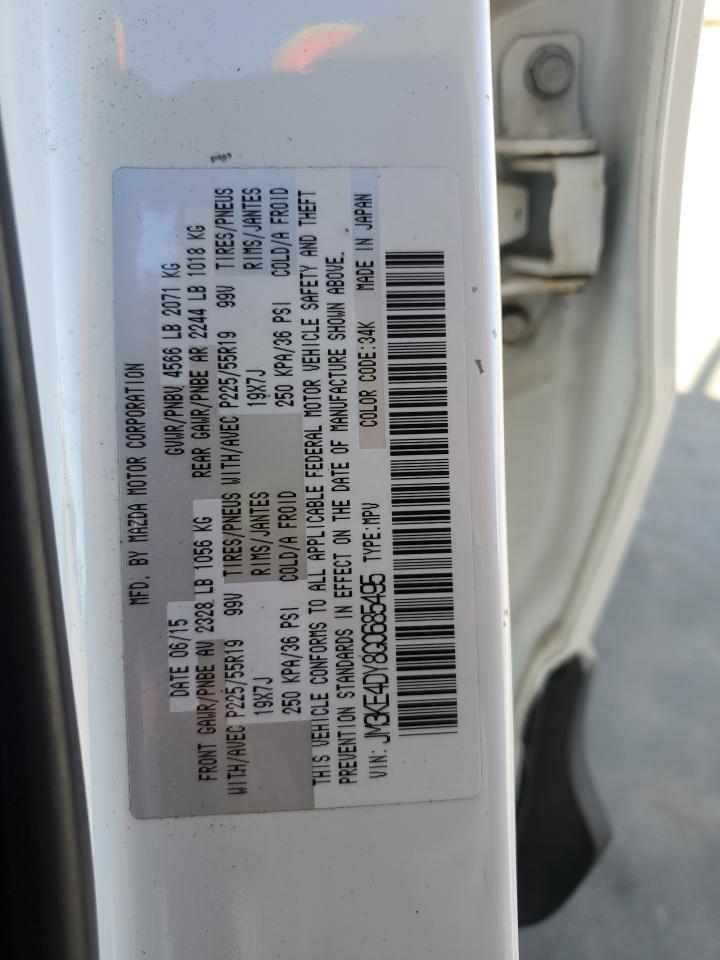 MFD. BY MAZDA MOTOR CORPORATION
DATE 06/15 GVWR/PNBV 4566 LB 2071 KG
FRONT GAWR/PNBE AV 2328 LB 1056 KG REAR GAWR/PNBE AR 2244 LB 1018 KG
WITH/AVEC P225/55R19 99V TIRES/PNEUS WITH/AVEC P225/55R19 99V TIRES/PNEUS
19X7J RIMS/JANTES 19X7J RIMS/JANTES
250 KPA/36 PSI COLD/A FROID 250 KPA/36 PSI COLD/A FROID
THIS VEHICLE CONFORMS TO ALL APPLICABLE FEDERAL MOTOR VEHICLE SAFETY AND THEFT
PREVENTION STANDARDS IN EFFECT ON THE DATE OF MANUFACTURE SHOWN ABOVE.
VIN: JM3KE4DY8G0685495 TYPE:MPV COLOR CODE:34K MADE IN JAPAN